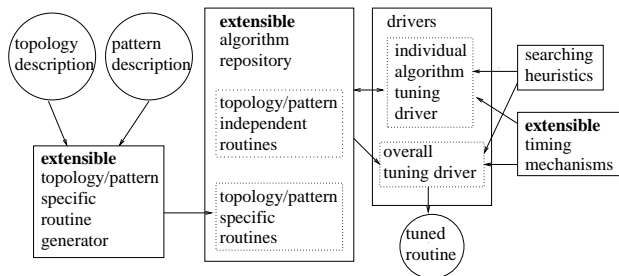 topology
description
pattern
description
extensible
topology/pattern
specific
routine
generator
extensible
algorithm
repository
topology/pattern
independent
routines
topology/pattern
specific
routines
drivers
individual
algorithm
tuning
driver
overall
tuning driver
tuned
routine
searching
heuristics
extensible
timing
mechanisms